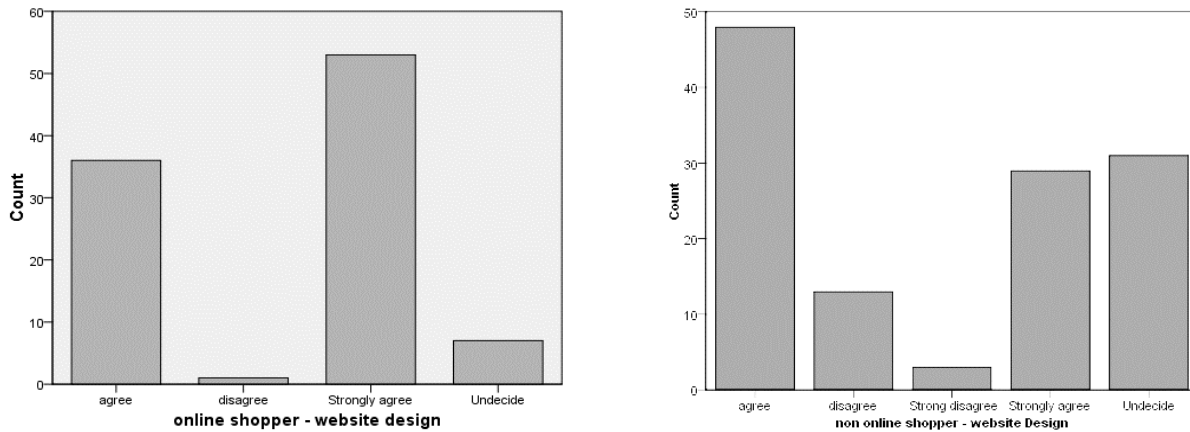 60
50
40
30
20
10
0
Count
agree disagree Strongly agree Undecide
online shopper - website design
50
40
30
20
10
0
Count
agree disagree Strong disagree Strongly agree Undecide
non online shopper - website Design